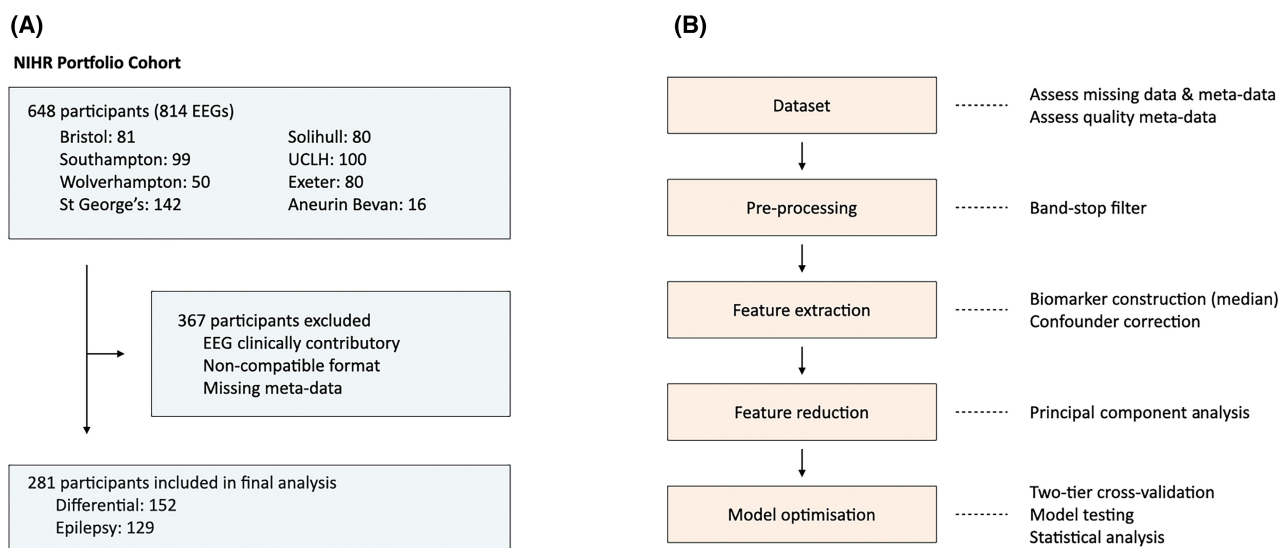 (A)
NIHR Portfolio Cohort
648 participants (814 EEGs)
Bristol: 81
Southampton: 99
Wolverhampton: 50
St George's: 142
Solihull: 80
UCLH: 100
Exeter: 80
Aneurin Bevan: 16
367 participants excluded
EEG clinically contributory
Non-compatible format
Missing meta-data
281 participants included in final analysis
Differential: 152
Epilepsy: 129
(B)
Dataset
Assess missing data & meta-data
Assess quality meta-data
Pre-processing
Band-stop filter
Feature extraction
Biomarker construction (median)
Confounder correction
Feature reduction
Principal component analysis
Model optimisation
Two-tier cross-validation
Model testing
Statistical analysis